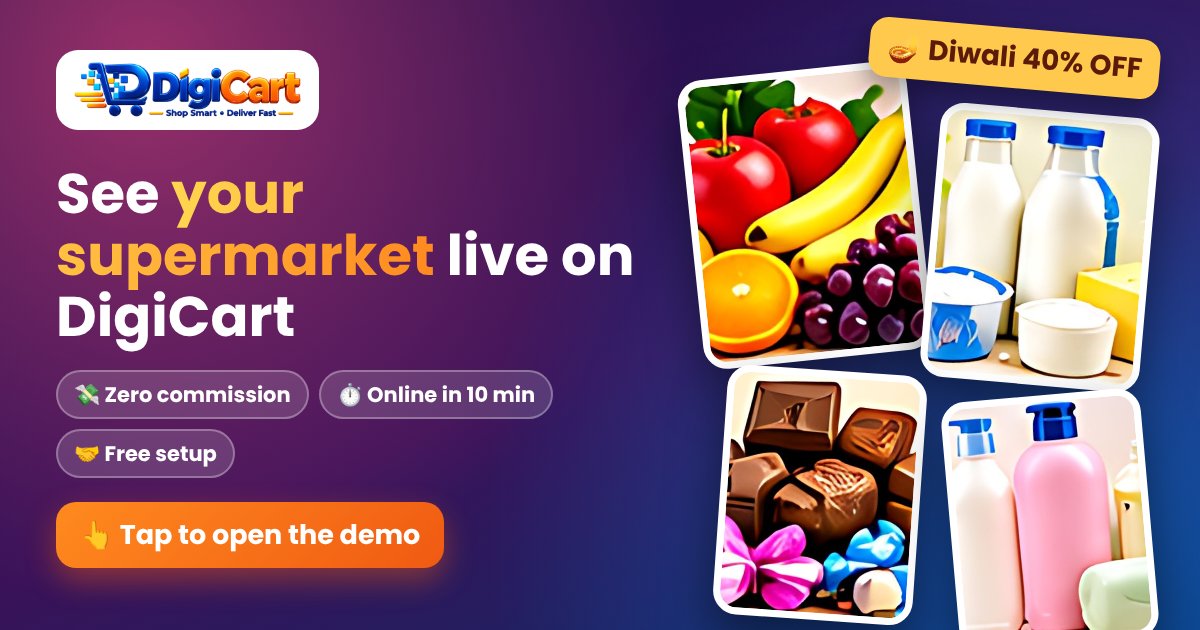 DigiCart
Shop Smart • Deliver Fast
Diwali 40% OFF
See your
supermarket live on
DigiCart
💸 Zero commission
⏱️ Online in 10 min
🤝 Free setup
👆 Tap to open the demo